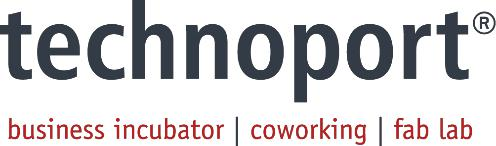 technoport®
business incubator | coworking | fab lab